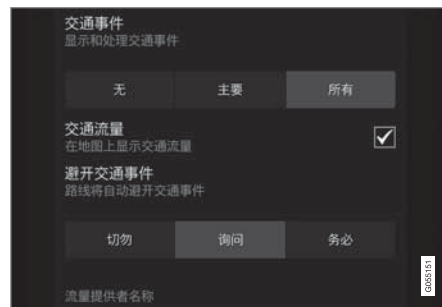 交通事件
显示和处理交通事件
无 主要 所有
交通流量
在地图上显示交通流量
避开交通事件
路线将自动避开交通事件
切勿 询问 务必
流量提供者名称
G055151